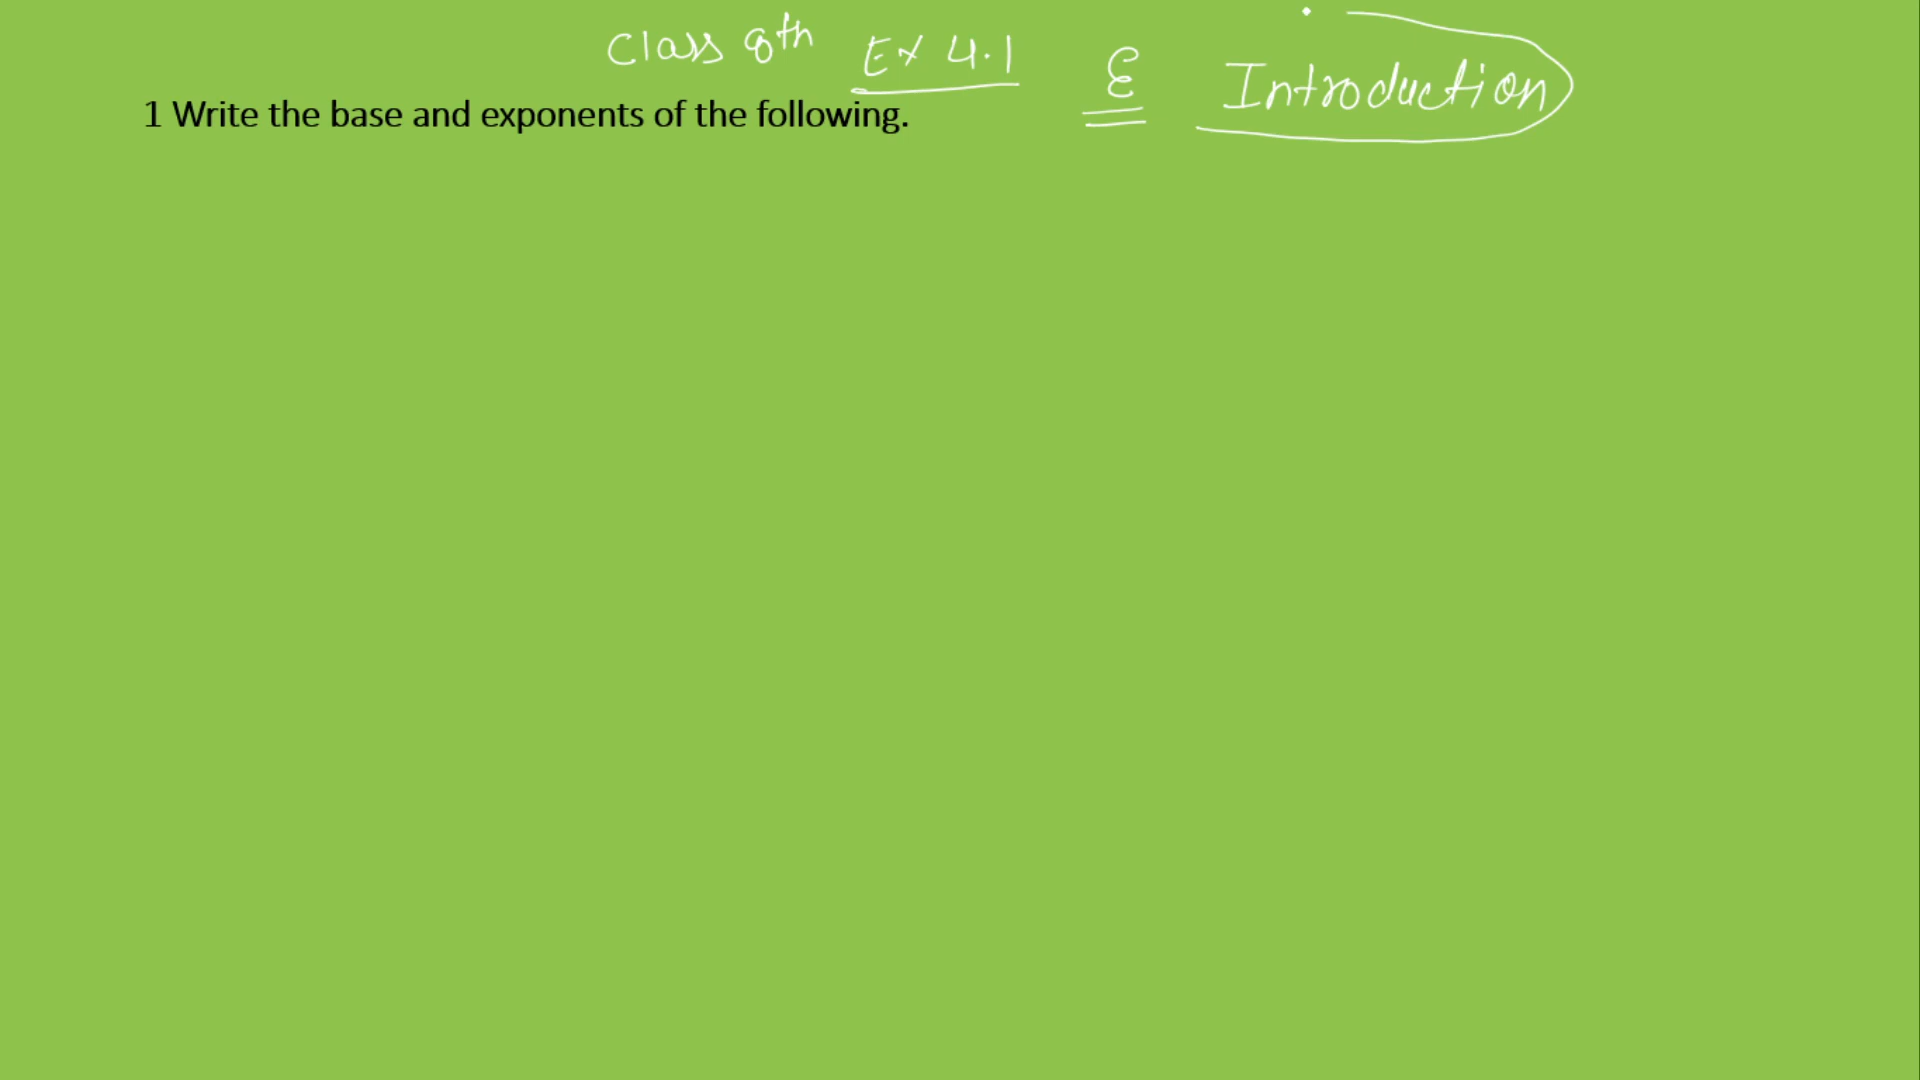 Class 8th Ex 4.1 & Introduction
1 Write the base and exponents of the following.